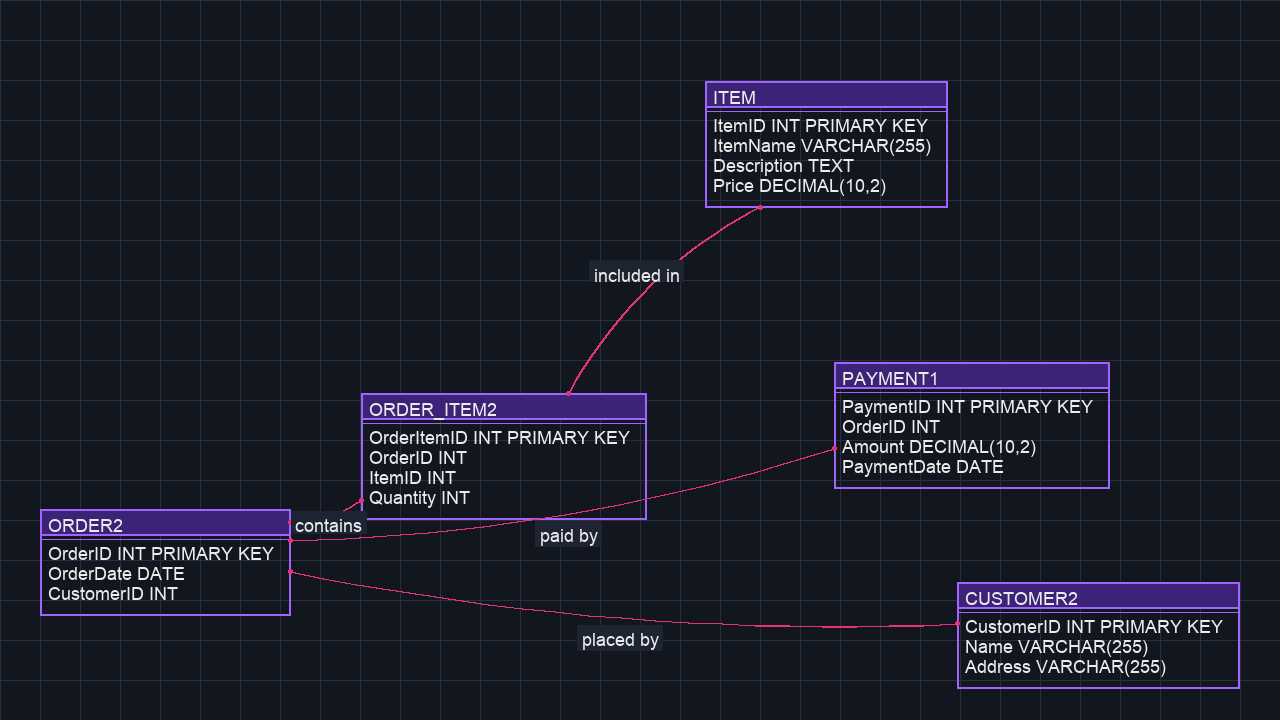 ITEM
ItemID INT PRIMARY KEY
ItemName VARCHAR(255)
Description TEXT
Price DECIMAL(10,2)
included in
PAYMENT1
PaymentID INT PRIMARY KEY
OrderID INT
Amount DECIMAL(10,2)
PaymentDate DATE
ORDER_ITEM2
OrderItemID INT PRIMARY KEY
OrderID INT
ItemID INT
Quantity INT
contains
paid by
ORDER2
OrderID INT PRIMARY KEY
OrderDate DATE
CustomerID INT
placed by
CUSTOMER2
CustomerID INT PRIMARY KEY
Name VARCHAR(255)
Address VARCHAR(255)